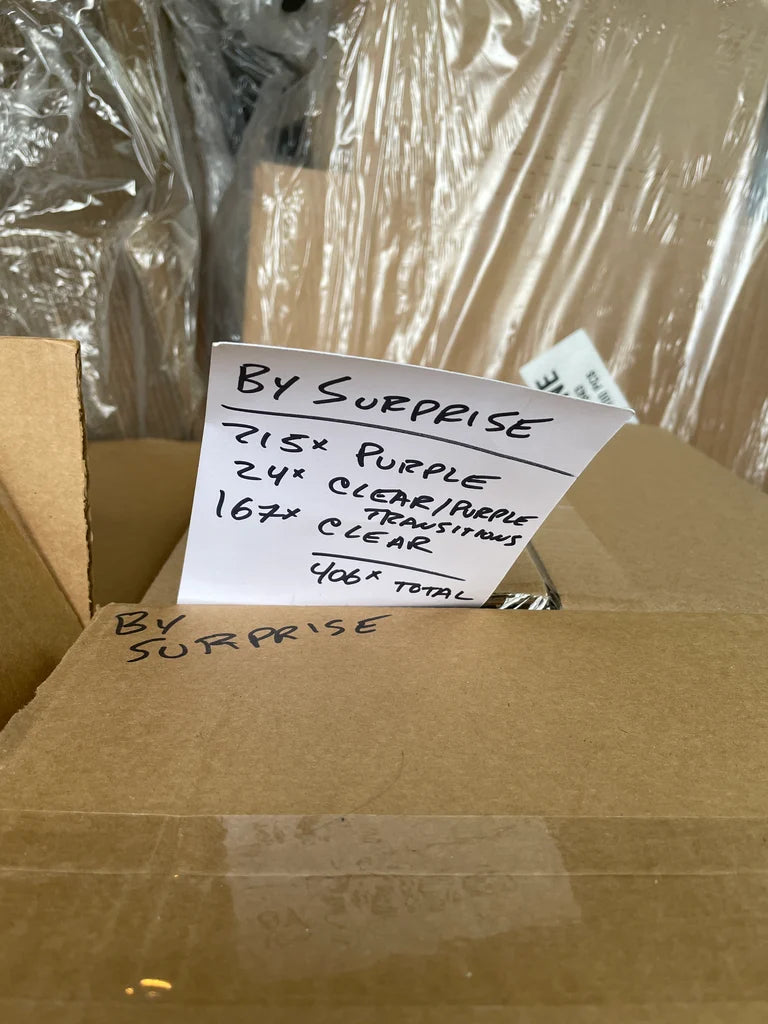 BY SURPRISE
215x PURPLE
24x CLEAR/PURPLE
TRANSITIONS
167x CLEAR
406x TOTAL
BY
SURPRISE